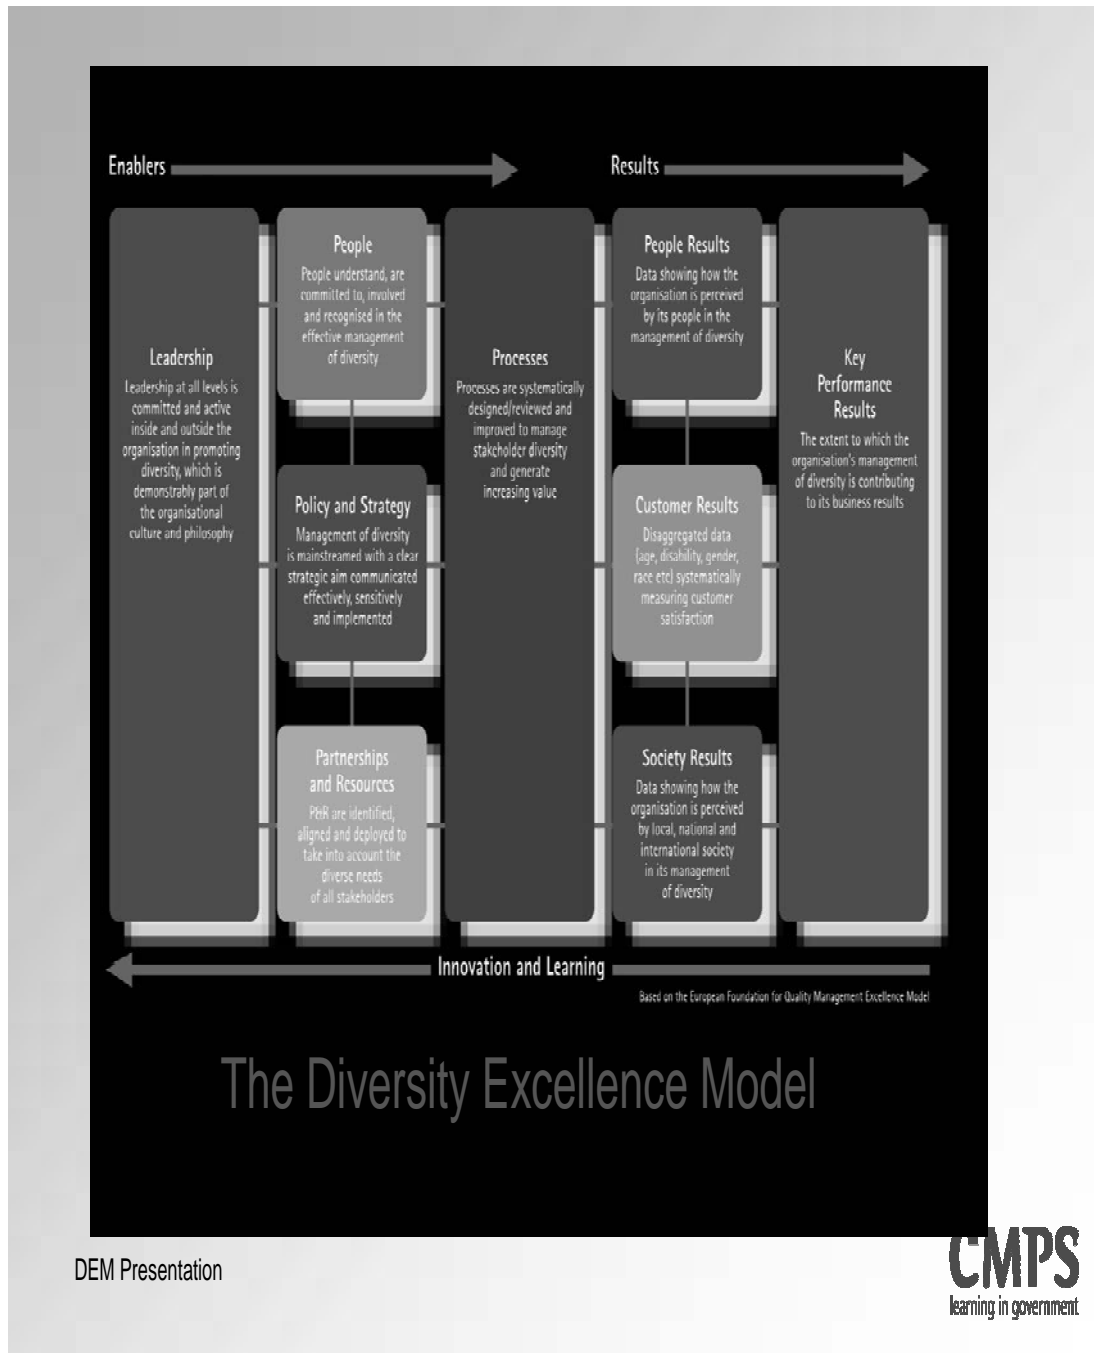 Enablers
Results
Leadership
Leadership at all levels is
committed and active
inside and outside the
organisation in promoting
diversity, which is
demonstrably part of
the organisational
culture and philosophy
People
People understand, are
committed to, involved
and recognised in the
effective management
of diversity
Policy and Strategy
Management of diversity
is mainstreamed with a clear
strategic aim communicated
effectively, sensitively
and implemented
Partnerships
and Resources
P&R are identified,
aligned and deployed to
take into account the
diverse needs
of all stakeholders
Processes
Processes are systematically
designed/reviewed and
improved to manage
stakeholder diversity
and generate
increasing value
People Results
Data showing how the
organisation is perceived
by its people in the
management of diversity
Customer Results
Disaggregated data
(age, disability, gender,
race etc) systematically
measuring customer
satisfaction
Society Results
Data showing how the
organisation is perceived
by local, national and
international society
in its management
of diversity
Key
Performance
Results
The extent to which the
organisation's management
of diversity is contributing
to its business results
Innovation and Learning
Based on the European Foundation for Quality Management Excellence Model
The Diversity Excellence Model
DEM Presentation
CMPS
learning in government